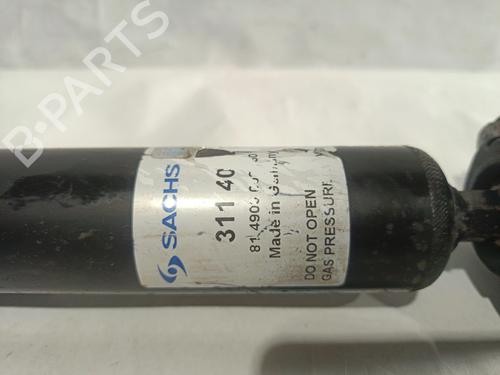 SACHS
311 40
Made in
DO NOT OPEN
GAS PRESSURE
B-PARTS